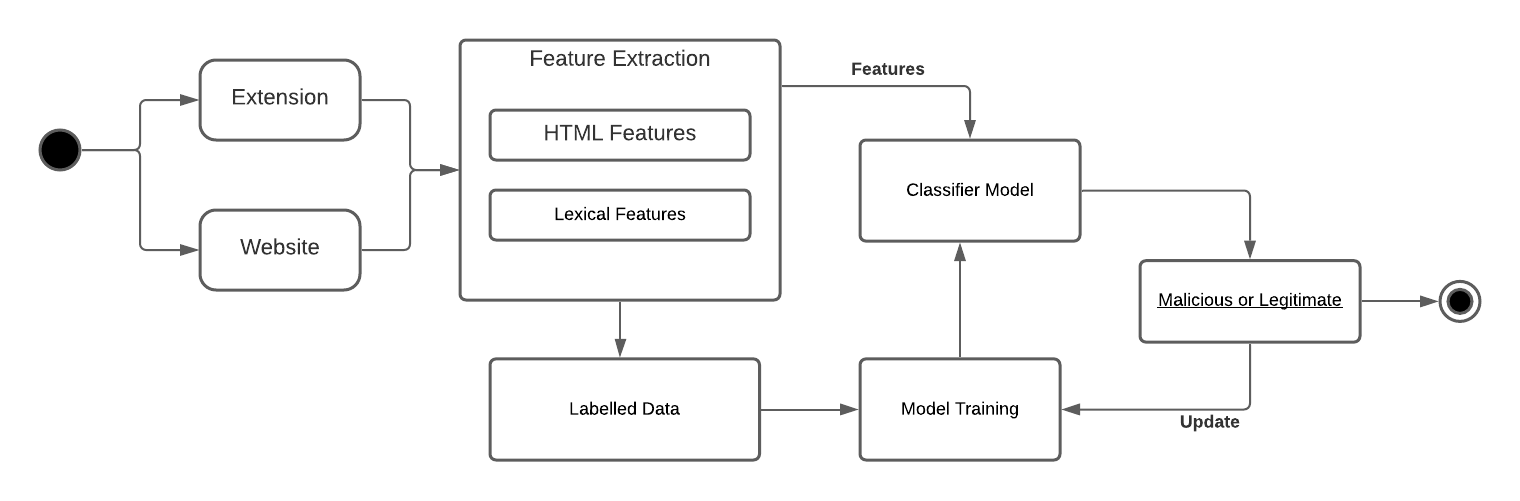 Extension
Website
Feature Extraction
HTML Features
Lexical Features
Features
Classifier Model
Malicious or Legitimate
Labelled Data
Model Training
Update